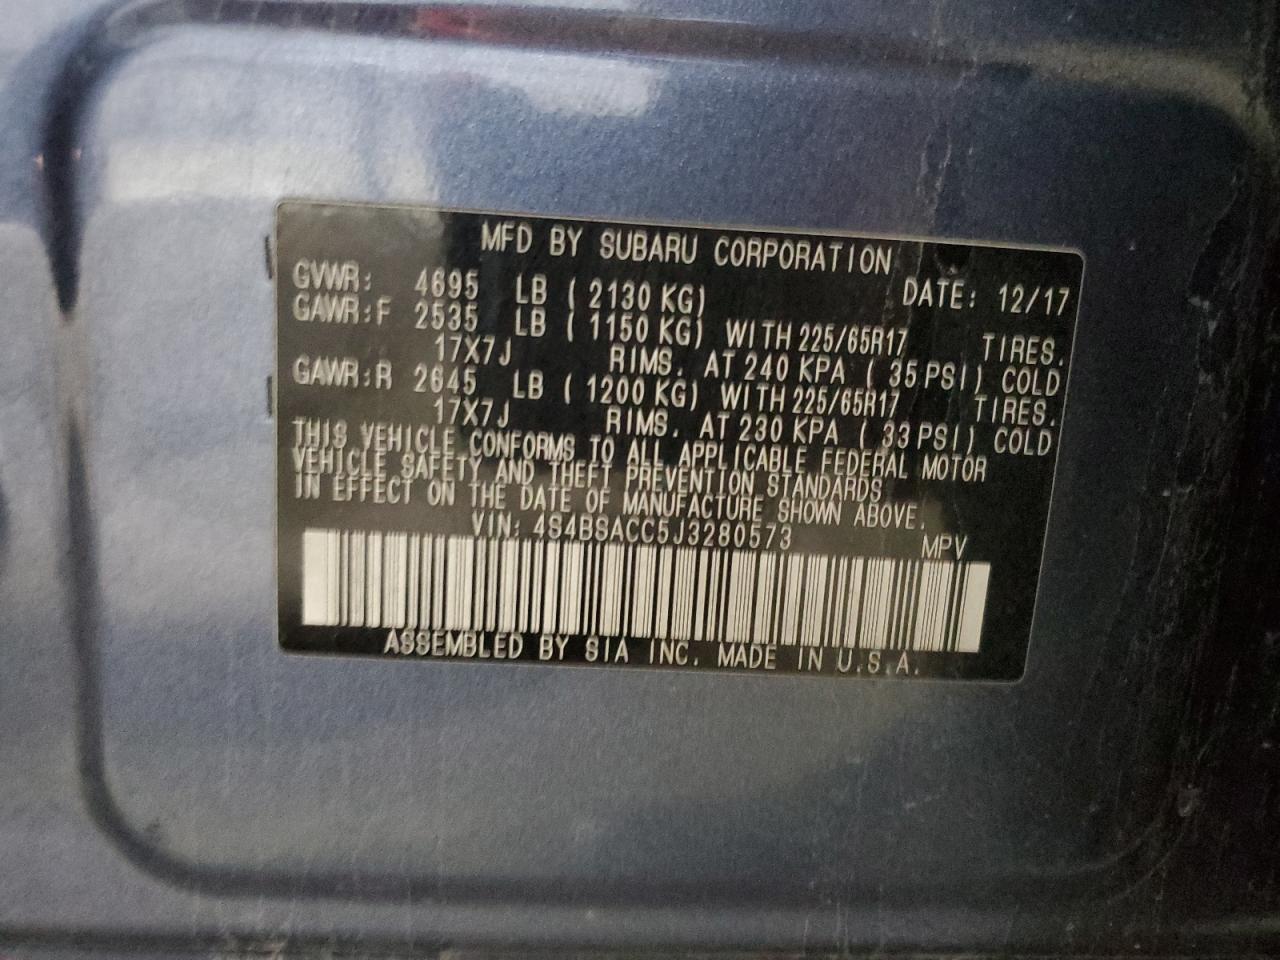 MFD BY SUBARU CORPORATION
GVWR: 4695 LB ( 2130 KG) DATE: 12/17
GAWR:F 2535 LB ( 1150 KG) WITH 225/65R17 TIRES.
17X7J RIMS. AT 240 KPA ( 35 PSI) COLD
GAWR:R 2645 LB ( 1200 KG) WITH 225/65R17 TIRES.
17X7J RIMS. AT 230 KPA ( 33 PSI) COLD
THIS VEHICLE CONFORMS TO ALL APPLICABLE FEDERAL MOTOR
VEHICLE SAFETY AND THEFT PREVENTION STANDARDS
IN EFFECT ON THE DATE OF MANUFACTURE SHOWN ABOVE.
VIN: 4S4BSACC5J3280573 MPV
ASSEMBLED BY SIA INC. MADE IN U.S.A.